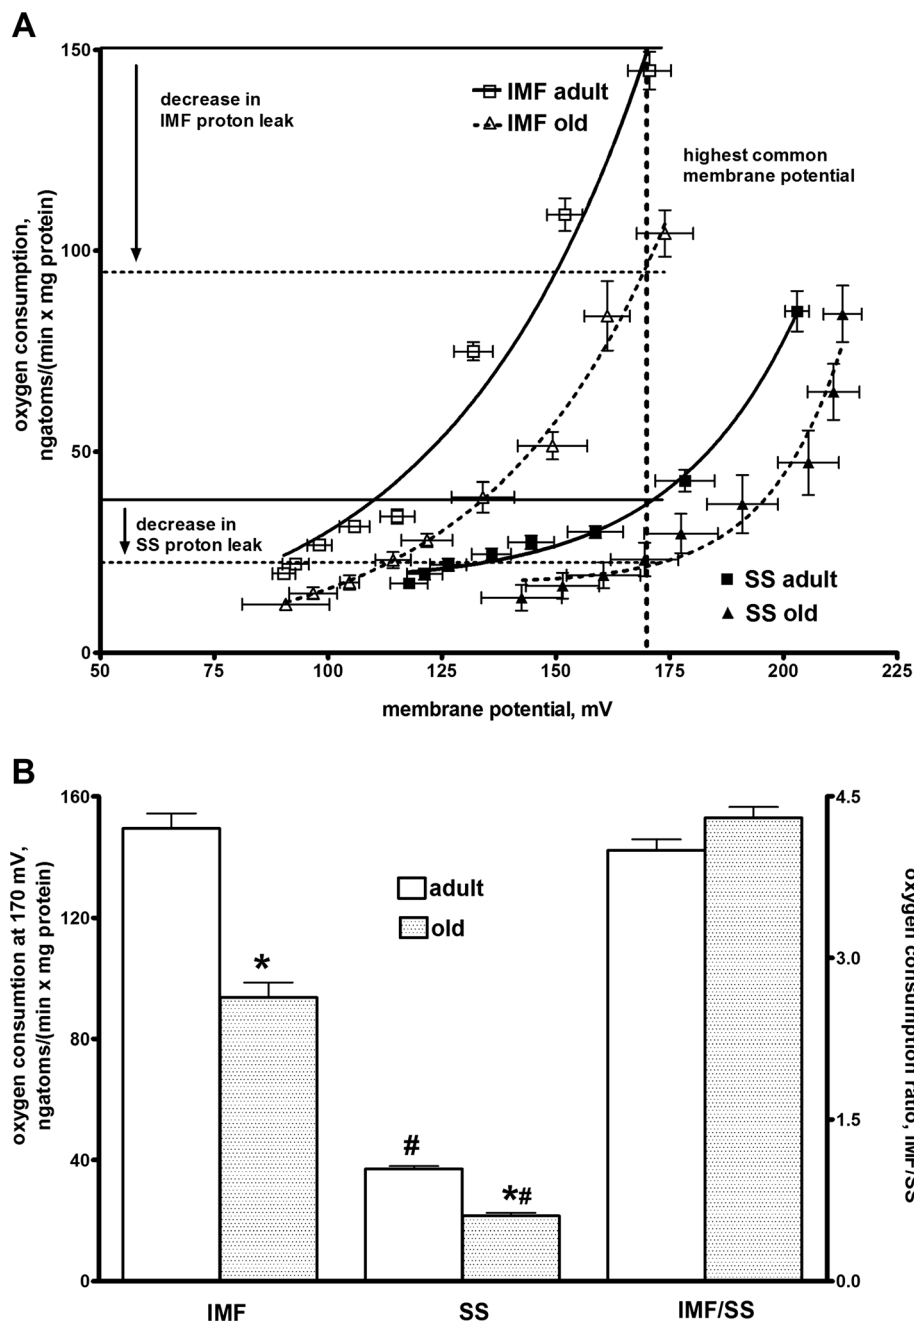 A
oxygen consumption,
ngatoms/(min x mg protein)
150
100
50
0
decrease in
IMF proton leak
IMF adult
IMF old
highest common
membrane potential
decrease in
SS proton leak
SS adult
SS old
50 75 100 125 150 175 200 225
membrane potential, mV
B
oxygen consumtion at 170 mV,
ngatoms/(min x mg protein)
160
120
80
40
0
adult
old
*
#
*#
4.5
3.0
1.5
0.0
oxygen consumption ratio, IMF/SS
IMF SS IMF/SS